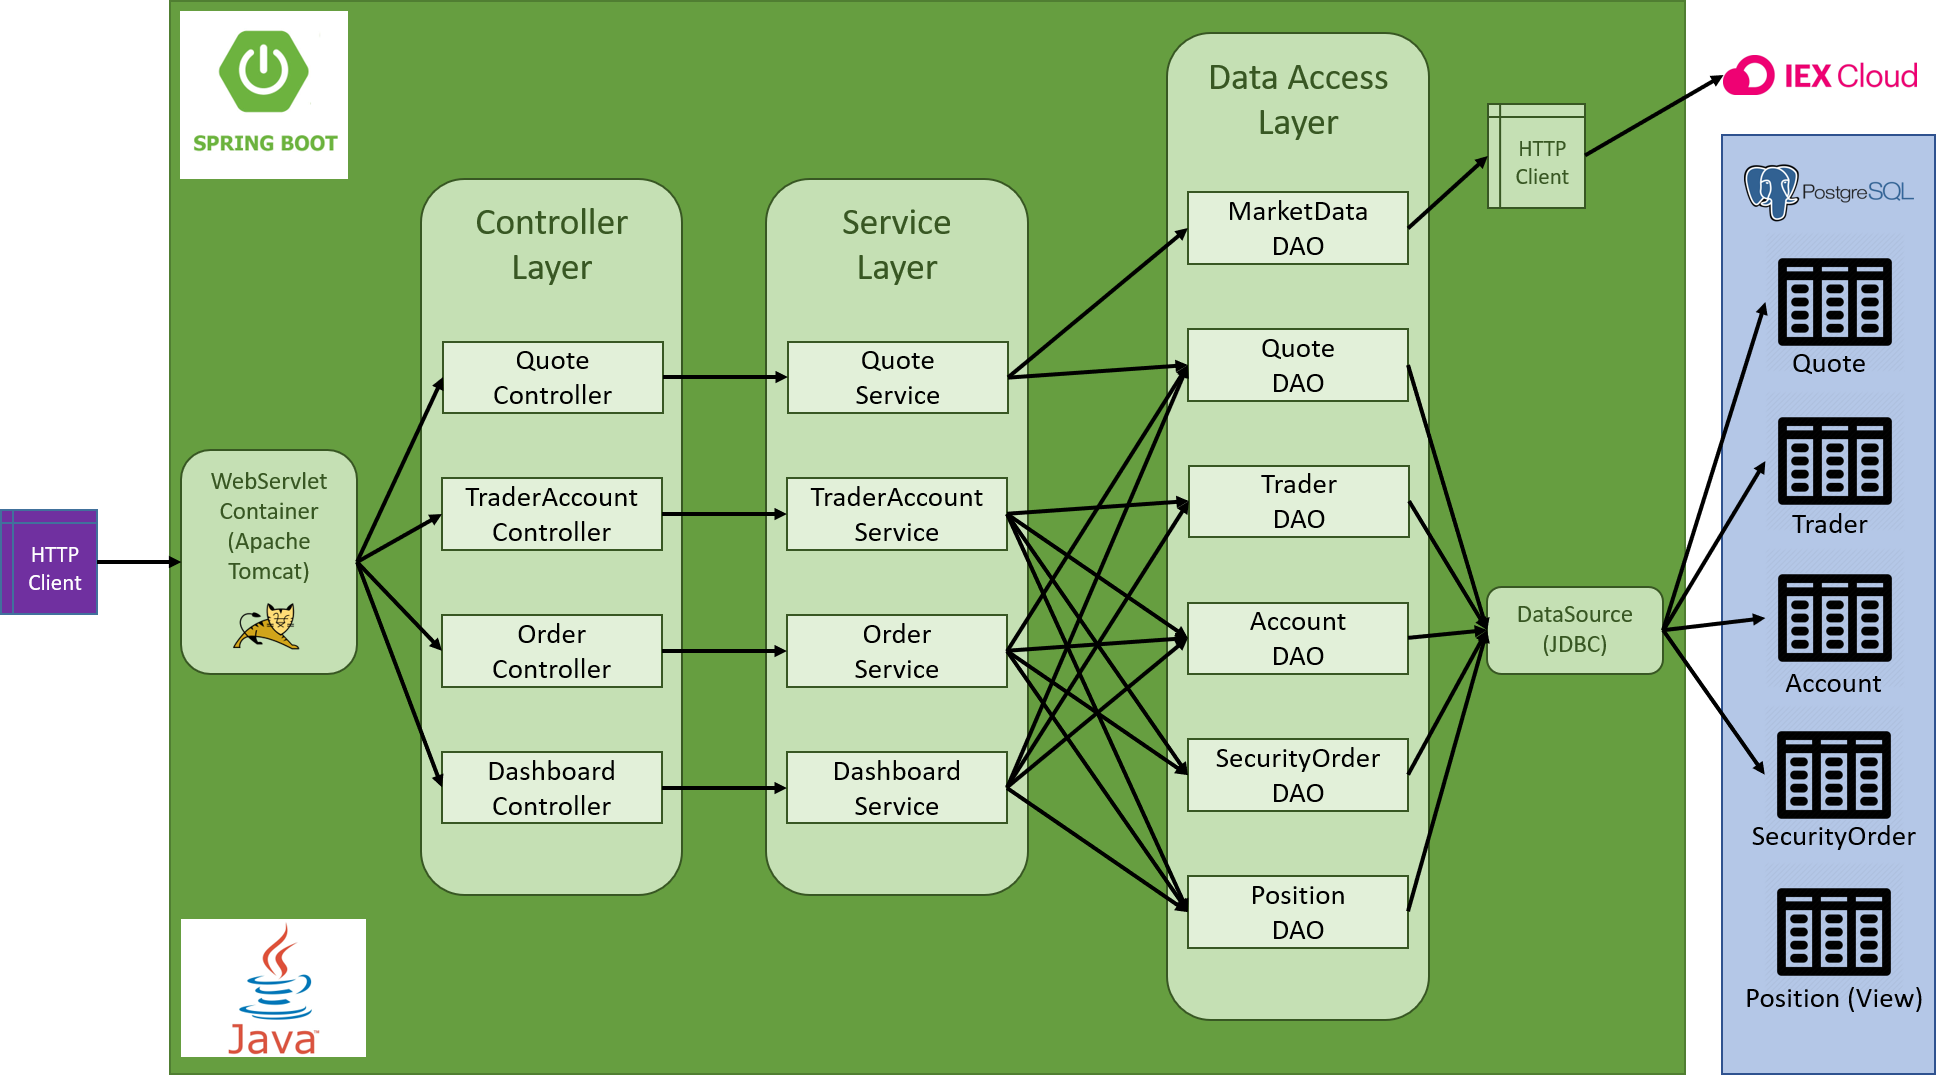 SPRING BOOT
HTTP
Client
WebServlet
Container
(Apache
Tomcat)
Java™
Controller
Layer
Quote
Controller
TraderAccount
Controller
Order
Controller
Dashboard
Controller
Service
Layer
Quote
Service
TraderAccount
Service
Order
Service
Dashboard
Service
Data Access
Layer
MarketData
DAO
Quote
DAO
Trader
DAO
Account
DAO
SecurityOrder
DAO
Position
DAO
HTTP
Client
DataSource
(JDBC)
IEX Cloud
PostgreSQL
Quote
Trader
Account
SecurityOrder
Position (View)